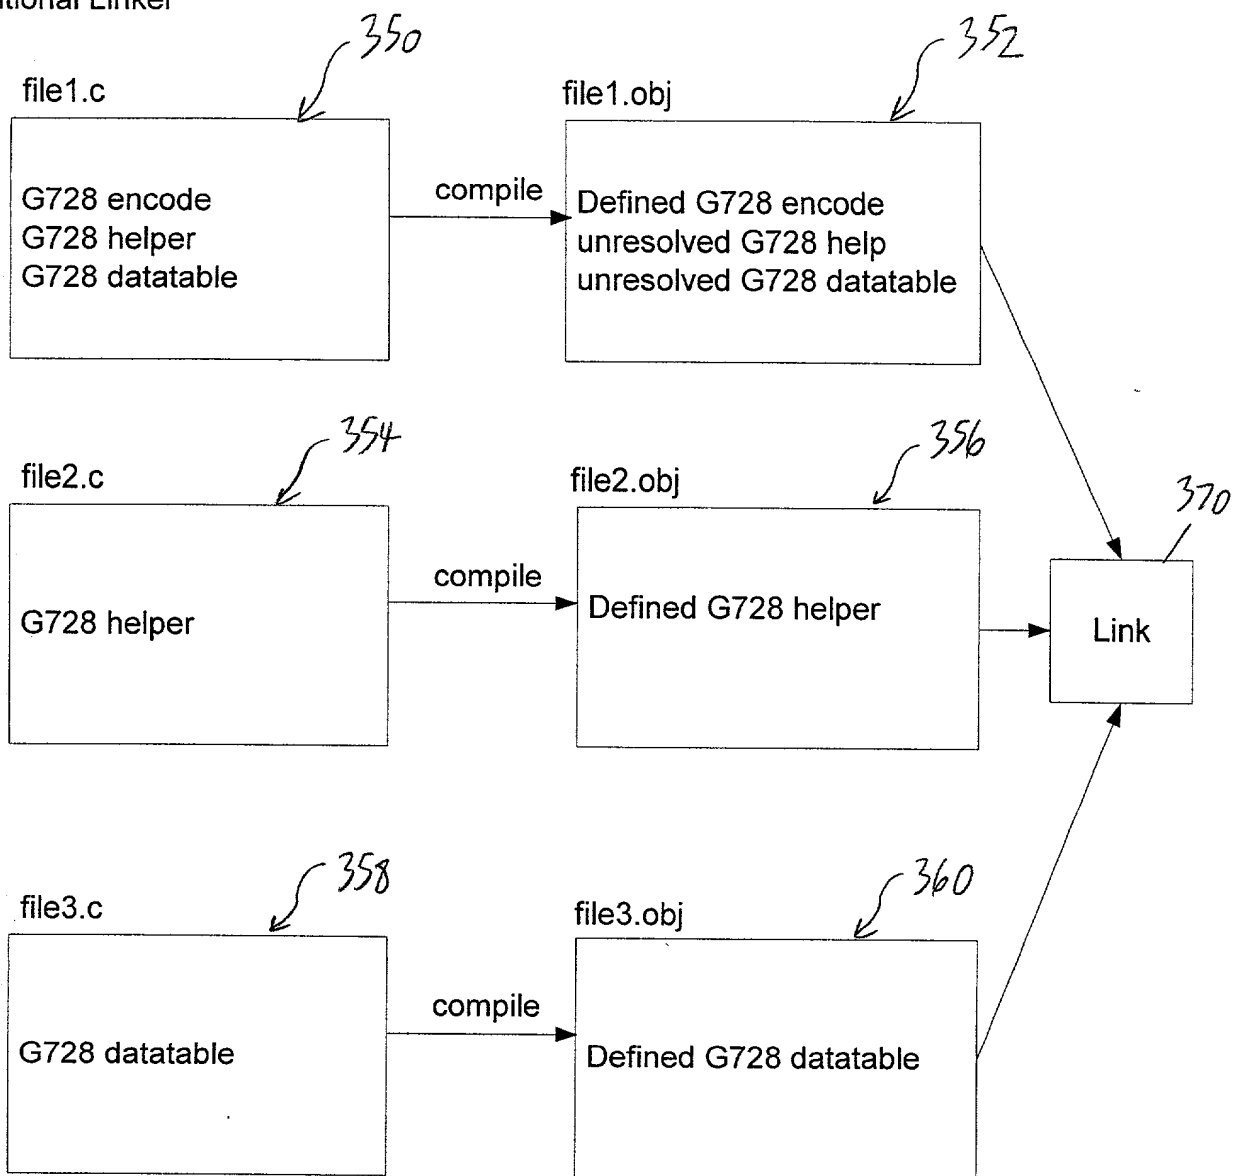 Linker
350
352
file1.c
file1.obj
G728 encode
G728 helper
G728 datatable
compile
Defined G728 encode
unresolved G728 help
unresolved G728 datatable
354
356
file2.c
file2.obj
370
G728 helper
compile
Defined G728 helper
Link
358
360
file3.c
file3.obj
G728 datatable
compile
Defined G728 datatable